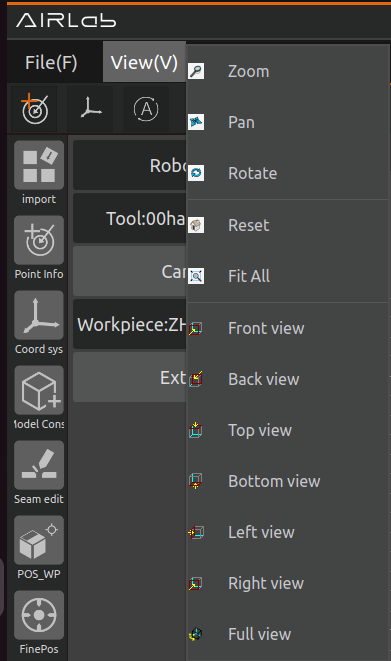 AIRLab
File(F) View(V)
import
Point Info
Coord sys
Model Cons
Seam edit
POS_WP
FinePos
Robo
Tool:00ha
Ca
Workpiece:ZH
Ext
Zoom
Pan
Rotate
Reset
Fit All
Front view
Back view
Top view
Bottom view
Left view
Right view
Full view